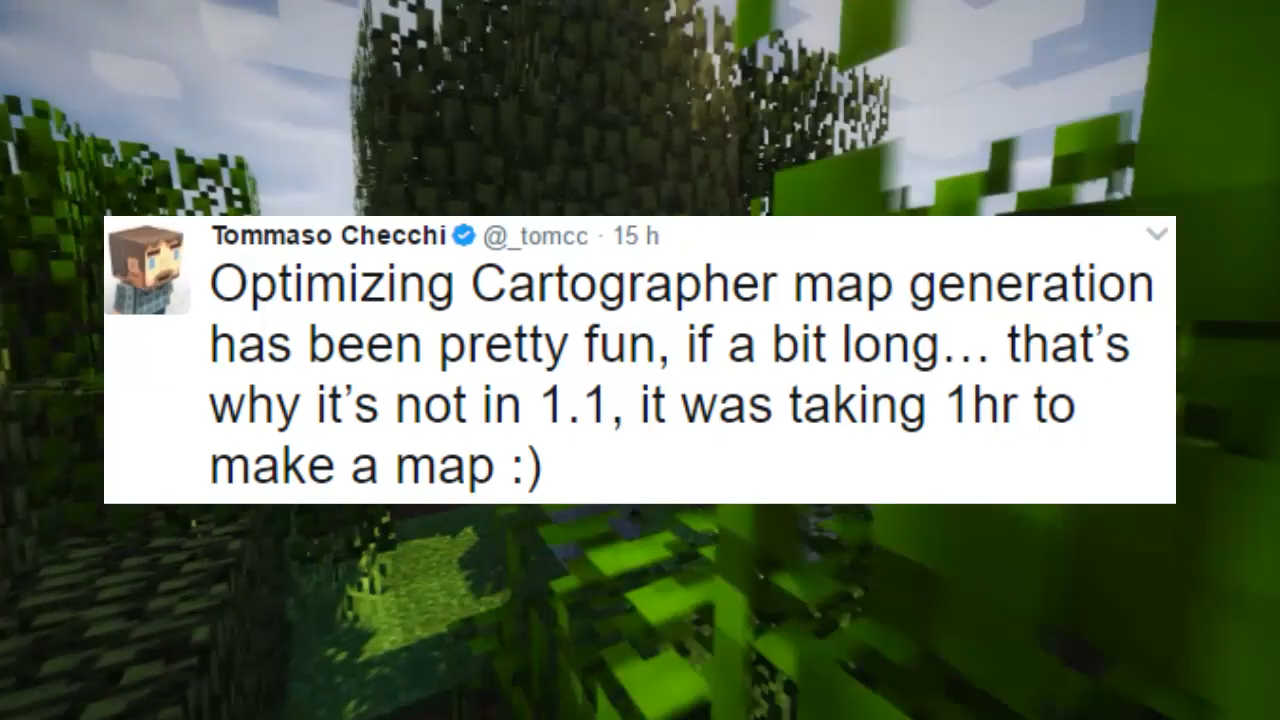 Tommaso Checchi @_tomcc · 15 h
Optimizing Cartographer map generation
has been pretty fun, if a bit long… that’s
why it’s not in 1.1, it was taking 1hr to
make a map :)